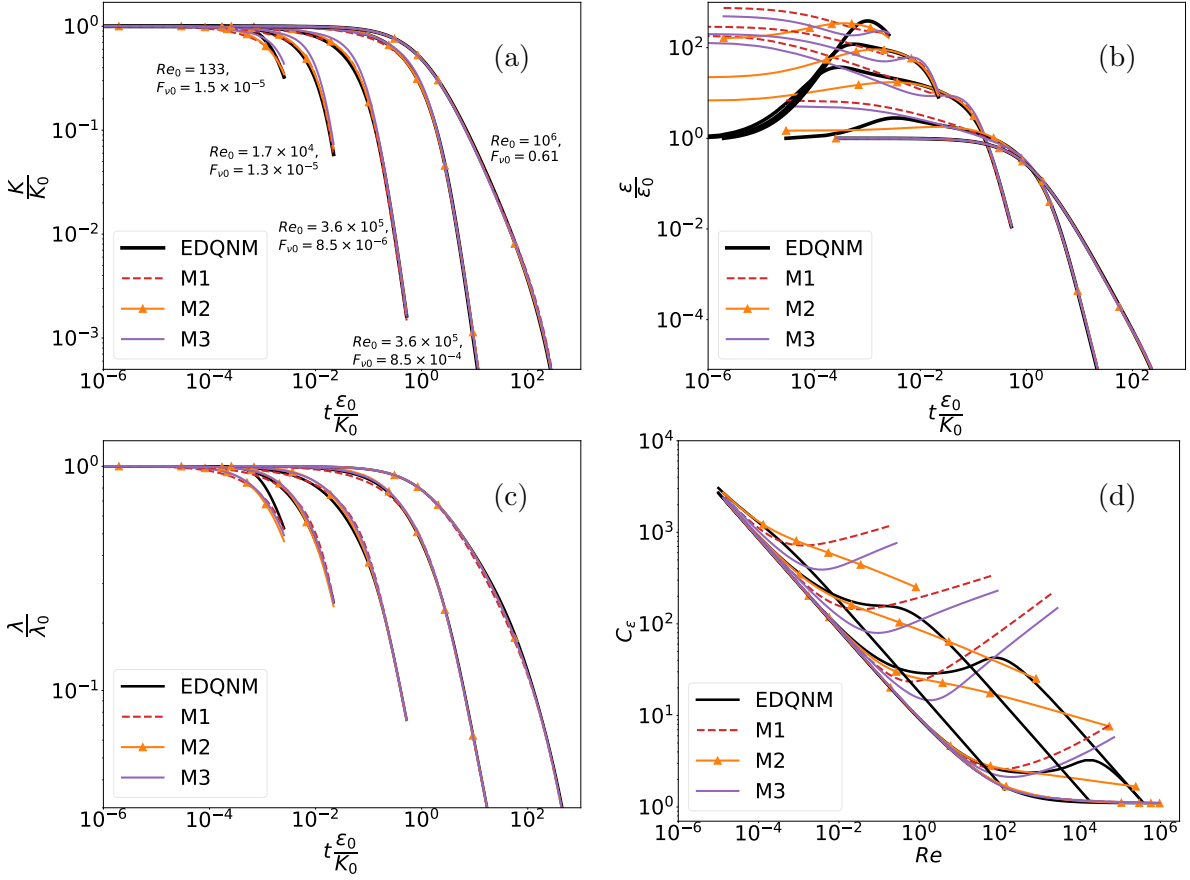 (a)
10^0
10^-1
10^-2
10^-3
K/K_0
Re_0 = 133,
F_ν0 = 1.5 × 10^-5
Re_0 = 1.7 × 10^4,
F_ν0 = 1.3 × 10^-5
Re_0 = 10^6,
F_ν0 = 0.61
Re_0 = 3.6 × 10^5,
F_ν0 = 8.5 × 10^-6
Re_0 = 3.6 × 10^5,
F_ν0 = 8.5 × 10^-4
EDQNM
M1
M2
M3
10^-6 10^-4 10^-2 10^0 10^2
t ε_0/K_0
(b)
10^2
10^0
10^-2
10^-4
ε/ε_0
EDQNM
M1
M2
M3
10^-6 10^-4 10^-2 10^0 10^2
t ε_0/K_0
(c)
10^0
10^-1
λ/λ_0
EDQNM
M1
M2
M3
10^-6 10^-4 10^-2 10^0 10^2
t ε_0/K_0
(d)
10^4
10^3
10^2
10^1
10^0
C_ε
EDQNM
M1
M2
M3
10^-6 10^-4 10^-2 10^0 10^2 10^4 10^6
Re